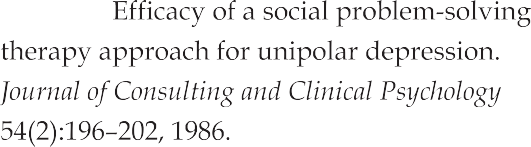 Efficacy of a social problem-solving
therapy approach for unipolar depression.
Journal of Consulting and Clinical Psychology
54(2):196–202, 1986.